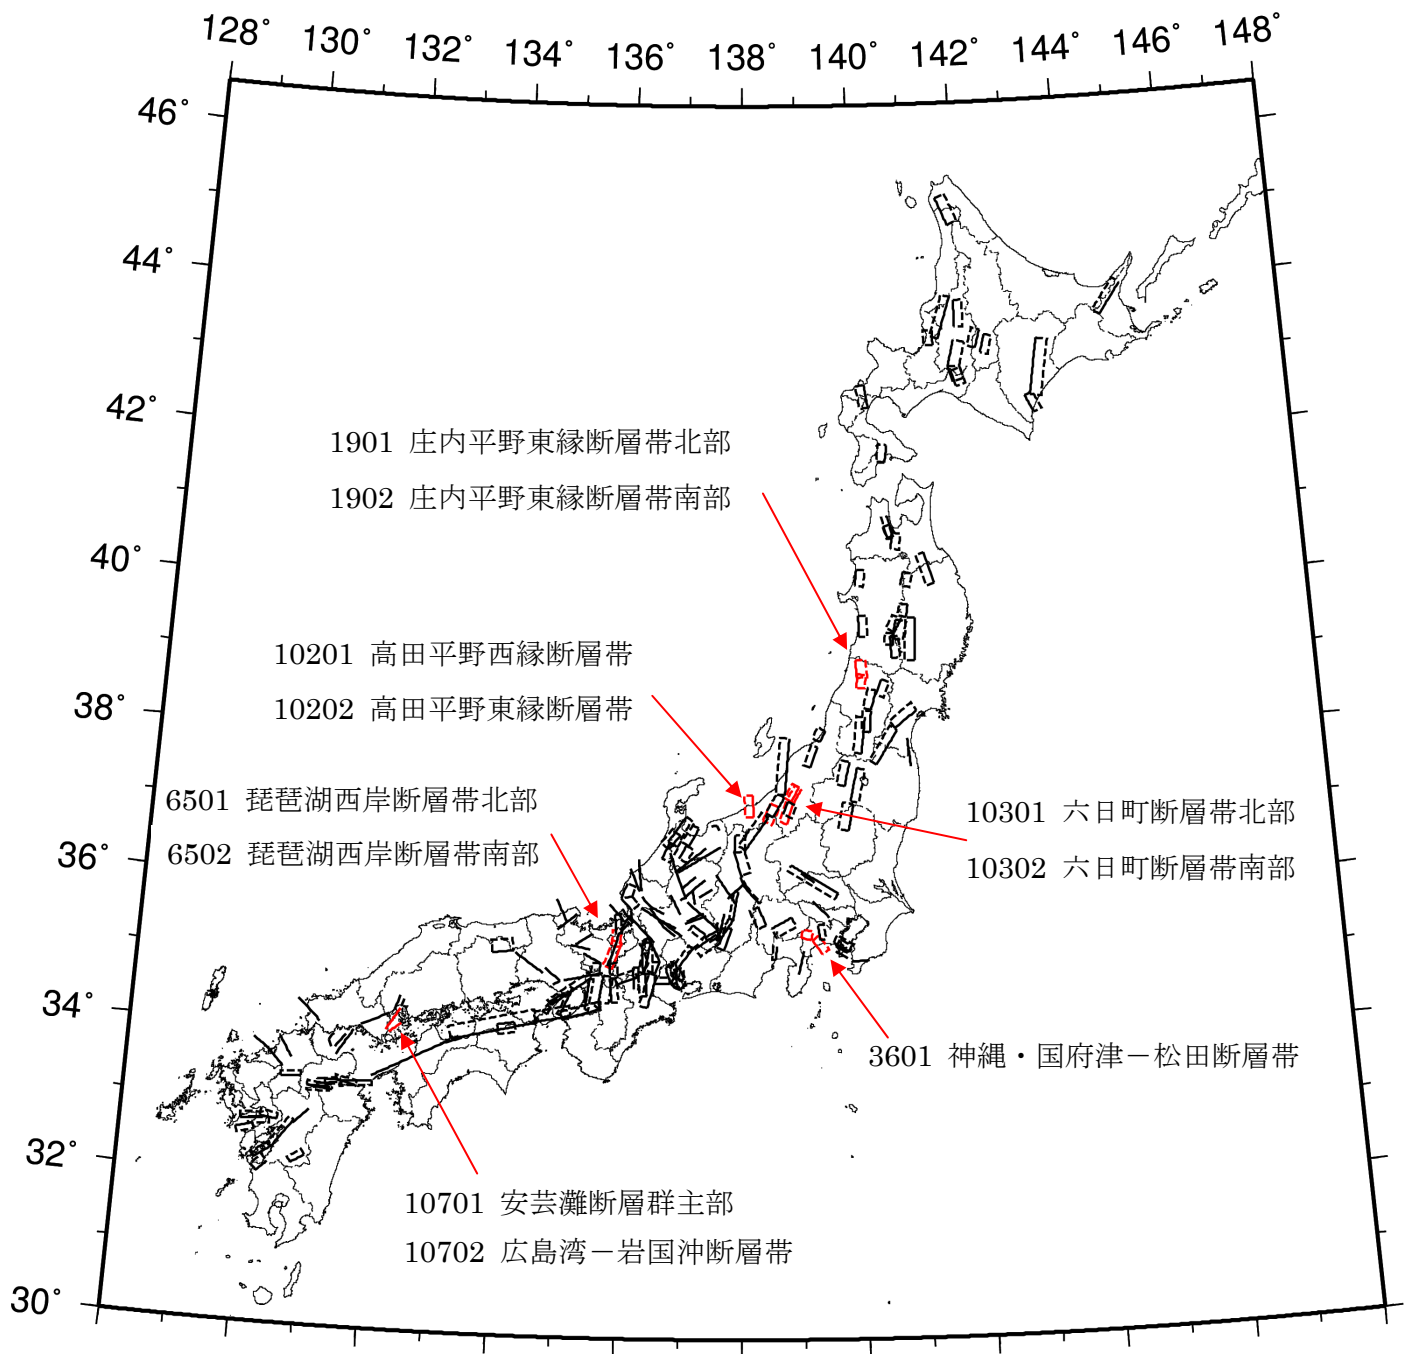 128° 130° 132° 134° 136° 138° 140° 142° 144° 146° 148°
46°
44°
42°
1901 庄内平野東縁断層帯北部
1902 庄内平野東縁断層帯南部
40°
10201 高田平野西縁断層帯
10202 高田平野東縁断層帯
38°
6501 琵琶湖西岸断層帯北部
6502 琵琶湖西岸断層帯南部
10301 六日町断層帯北部
10302 六日町断層帯南部
36°
34°
3601 神縄・国府津－松田断層帯
32°
10701 安芸灘断層群主部
10702 広島湾－岩国沖断層帯
30°